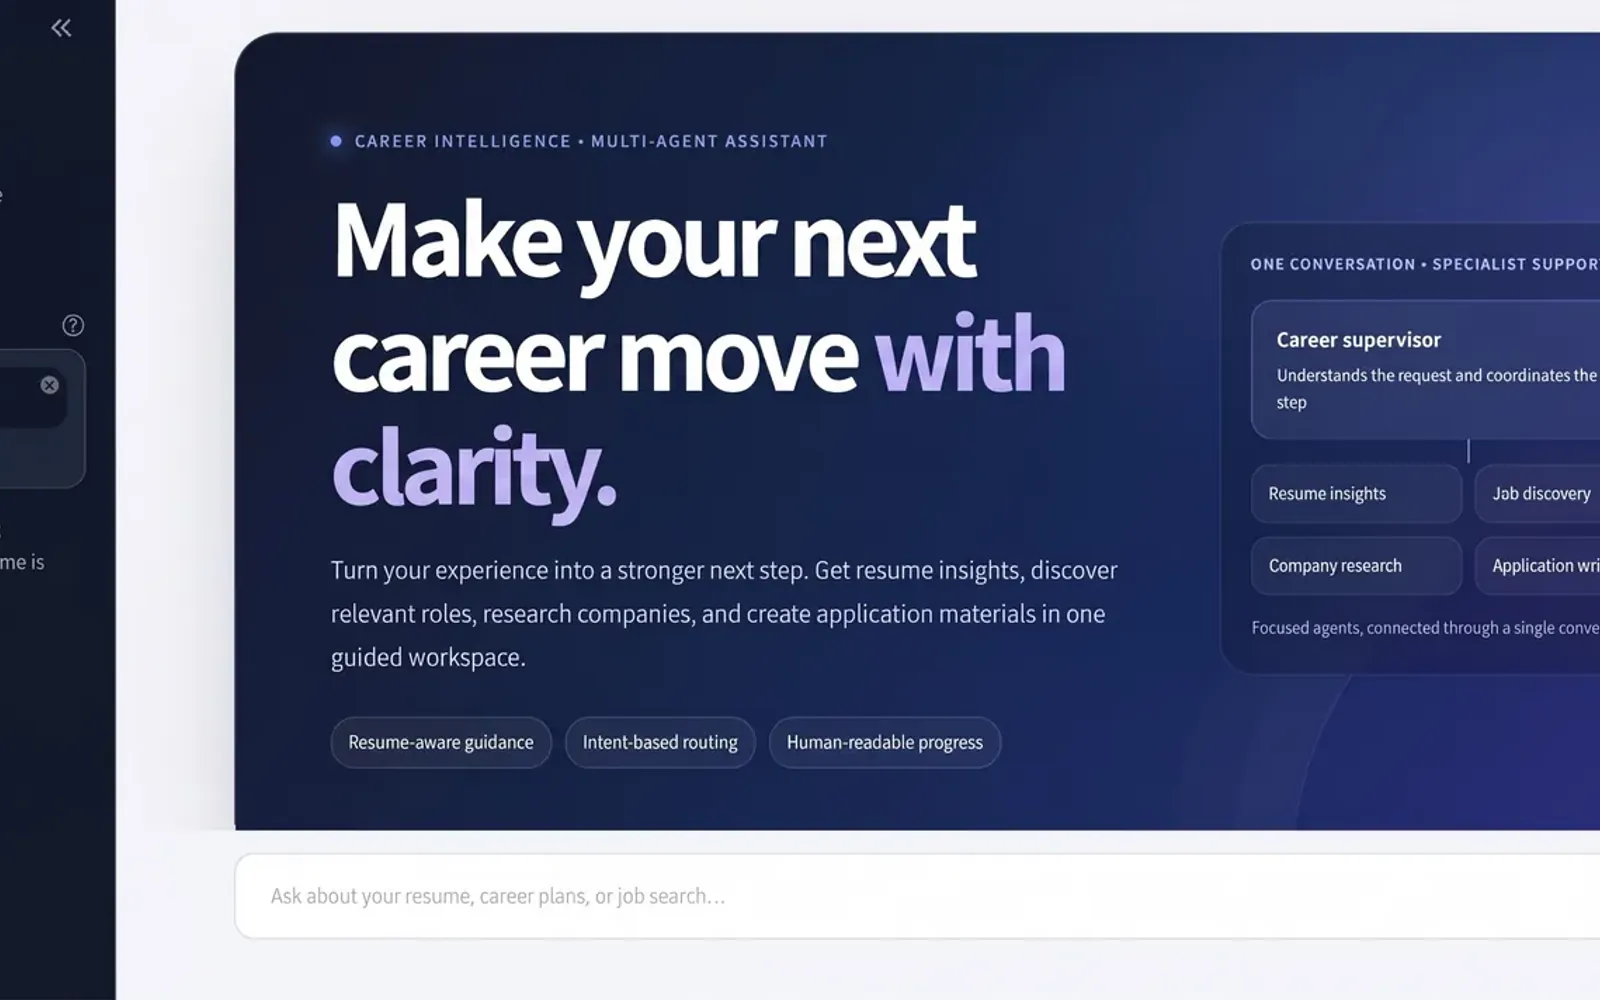 me is
CAREER INTELLIGENCE • MULTI-AGENT ASSISTANT
Make your next
career move with
clarity.
Turn your experience into a stronger next step. Get resume insights, discover
relevant roles, research companies, and create application materials in one
guided workspace.
Resume-aware guidance
Intent-based routing
Human-readable progress
ONE CONVERSATION • SPECIALIST SUPPOR
Career supervisor
Understands the request and coordinates the
step
Resume insights
Job discovery
Company research
Application wri
Focused agents, connected through a single conve
Ask about your resume, career plans, or job search...